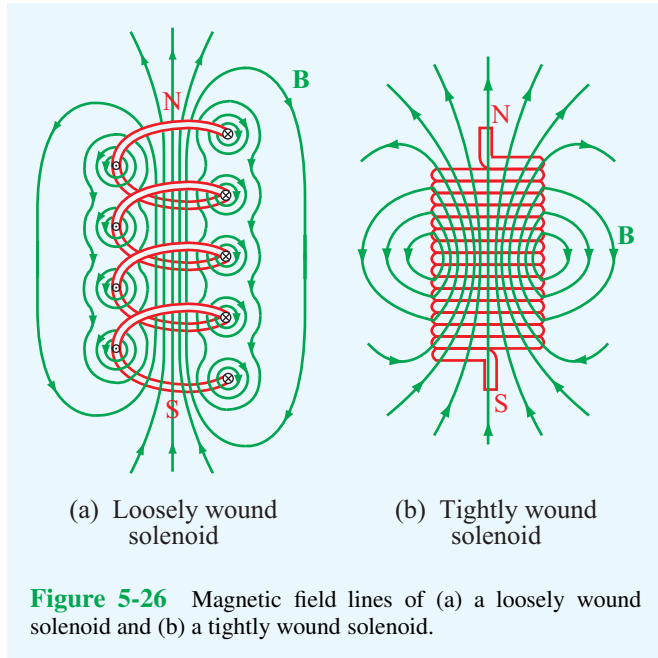 N
B
S
N
B
S
(a) Loosely wound
solenoid
(b) Tightly wound
solenoid
Figure 5-26 Magnetic field lines of (a) a loosely wound
solenoid and (b) a tightly wound solenoid.